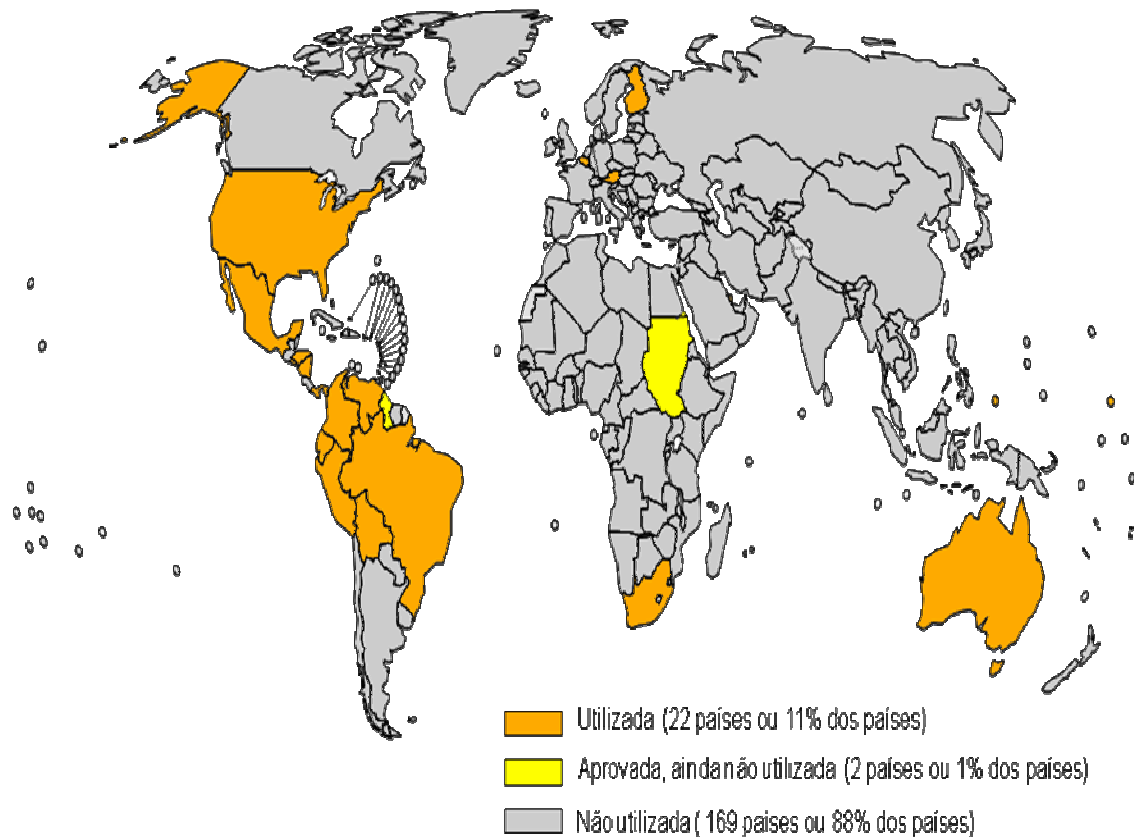 Utilizada (22 países ou 11% dos países)
Aprovada, ainda não utilizada (2 países ou 1% dos países)
Não utilizada ( 169 países ou 88% dos países)